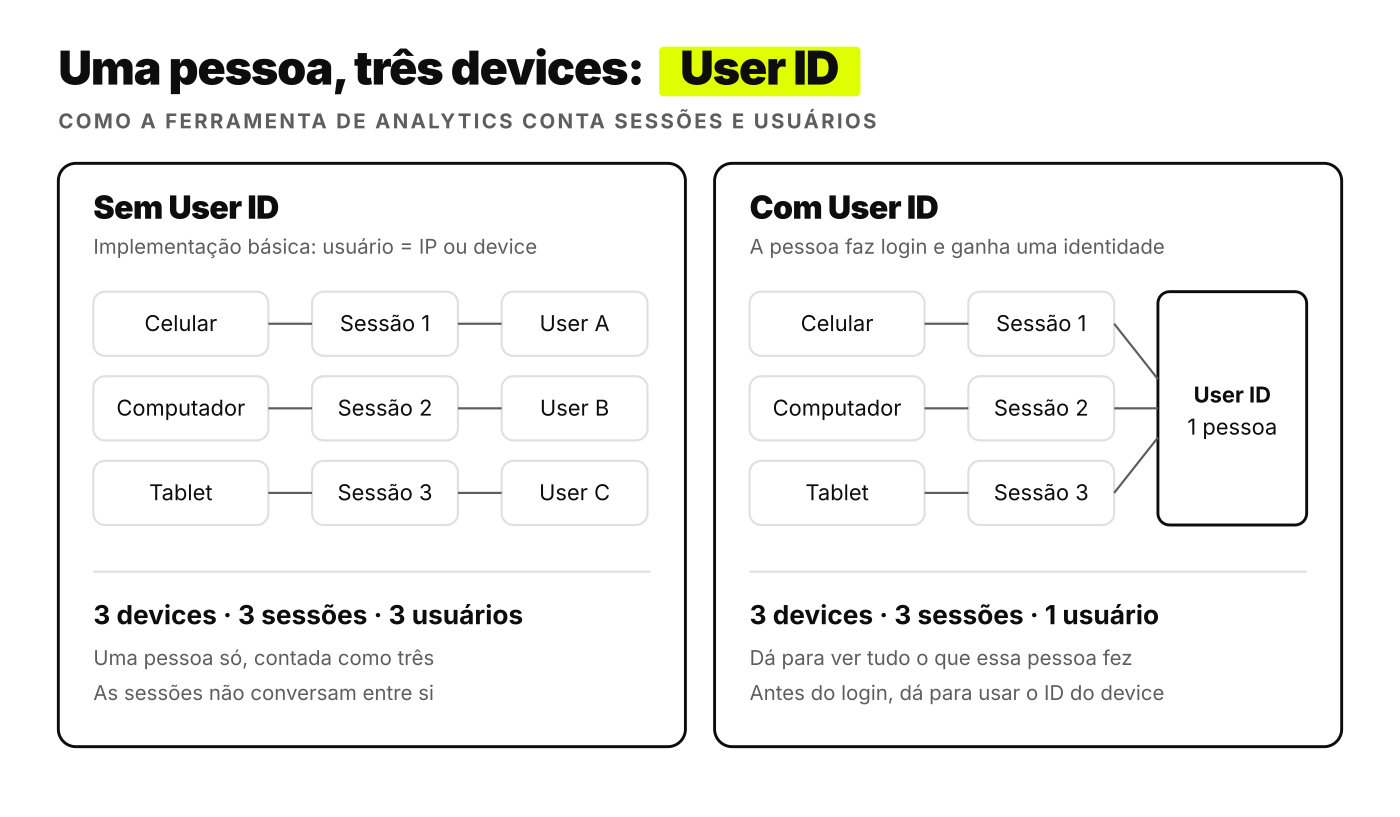 Uma pessoa, três devices: User ID
COMO A FERRAMENTA DE ANALYTICS CONTA SESSÕES E USUÁRIOS
Sem User ID
Implementação básica: usuário = IP ou device
Celular
Sessão 1
User A
Computador
Sessão 2
User B
Tablet
Sessão 3
User C
3 devices · 3 sessões · 3 usuários
Uma pessoa só, contada como três
As sessões não conversam entre si
Com User ID
A pessoa faz login e ganha uma identidade
Celular
Sessão 1
Computador
Sessão 2
Tablet
Sessão 3
User ID
1 pessoa
3 devices · 3 sessões · 1 usuário
Dá para ver tudo o que essa pessoa fez
Antes do login, dá para usar o ID do device